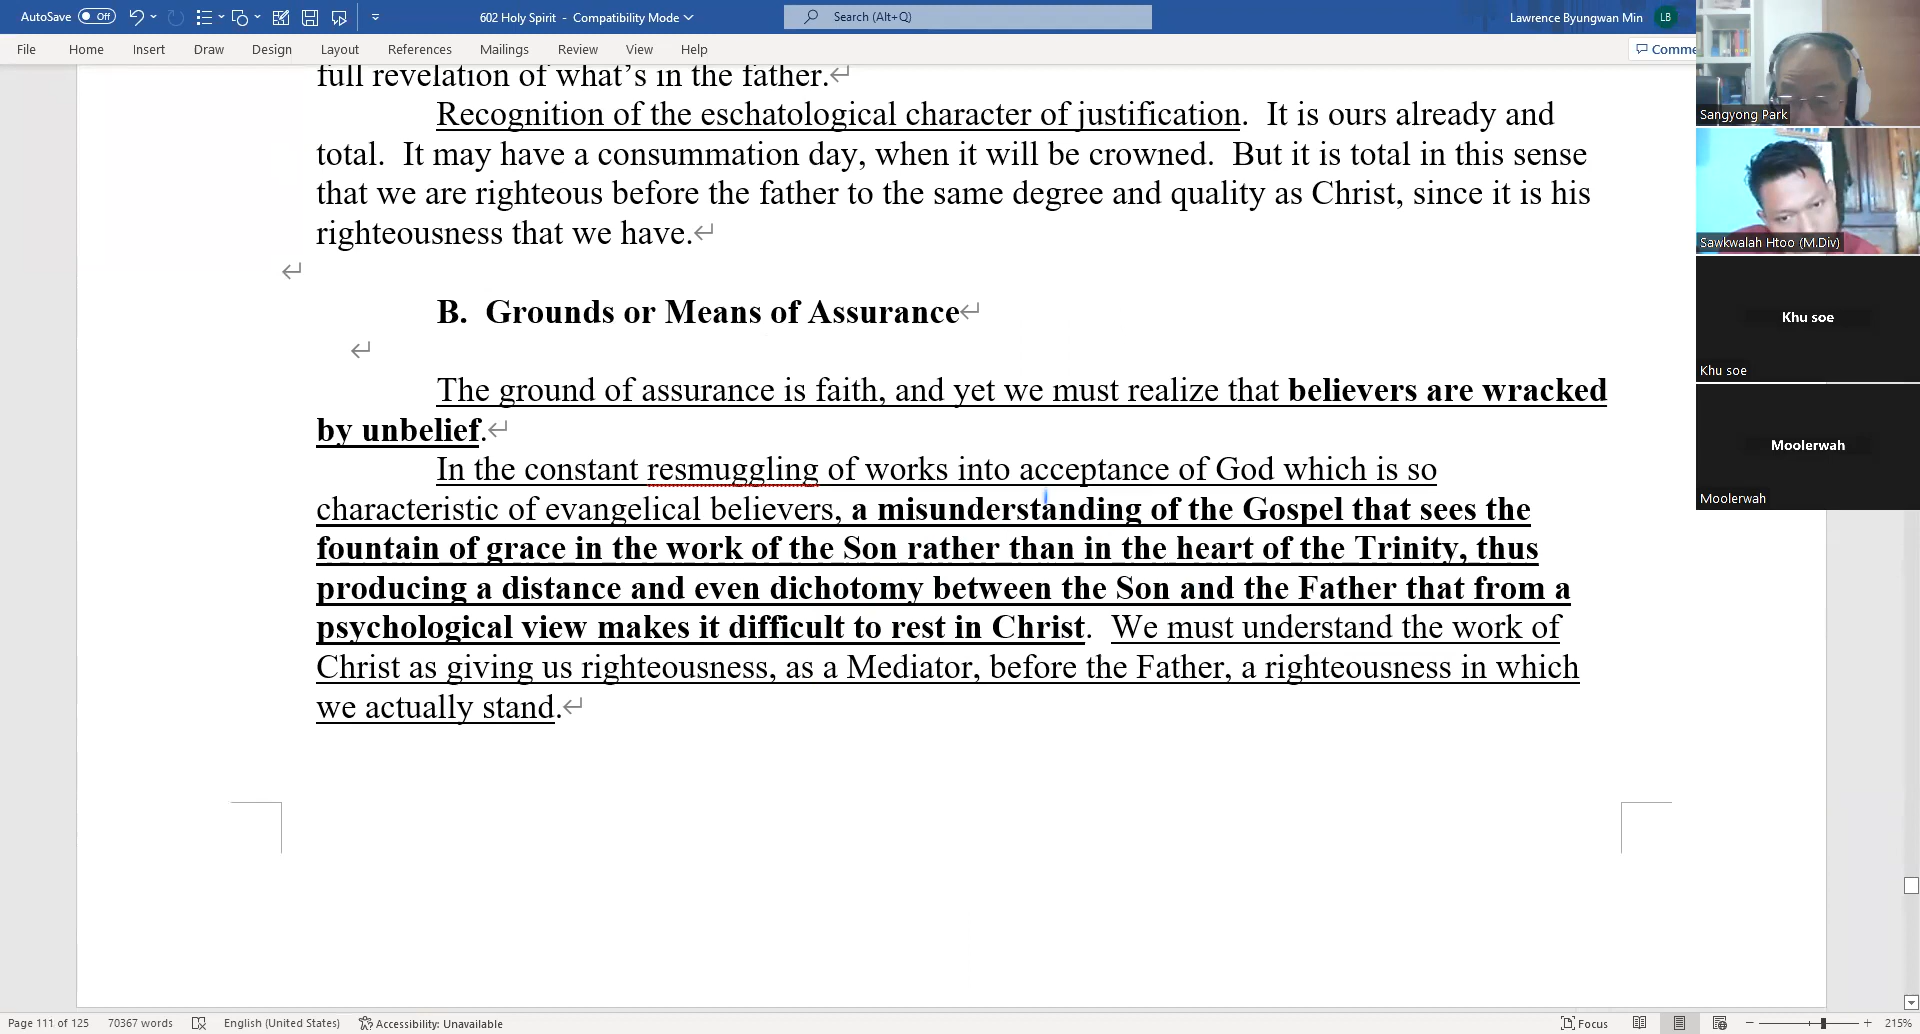 AutoSave Off 602 Holy Spirit - Compatibility Mode Search (Alt+Q) Lawrence Byungwan Min LB
File Home Insert Draw Design Layout References Mailings Review View Help Comme
full revelation of what's in the father.
Recognition of the eschatological character of justification. It is ours already and
total. It may have a consummation day, when it will be crowned. But it is total in this sense
that we are righteous before the father to the same degree and quality as Christ, since it is his
righteousness that we have.
B. Grounds or Means of Assurance
The ground of assurance is faith, and yet we must realize that believers are wracked
by unbelief.
In the constant resmuggling of works into acceptance of God which is so
characteristic of evangelical believers, a misunderstanding of the Gospel that sees the
fountain of grace in the work of the Son rather than in the heart of the Trinity, thus
producing a distance and even dichotomy between the Son and the Father that from a
psychological view makes it difficult to rest in Christ. We must understand the work of
Christ as giving us righteousness, as a Mediator, before the Father, a righteousness in which
we actually stand.
Sangyong Park
Sawkwalah Htoo (M.Div)
Khu soe
Khu soe
Moolerwah
Moolerwah
Page 111 of 125 70367 words English (United States) Accessibility: Unavailable Focus 215%